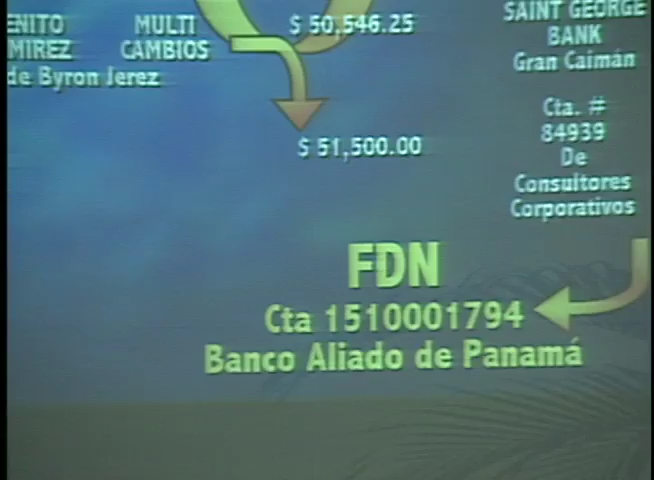 ENITO
MIREZ
MULTI
CAMBIOS
de Byron Jerez
$ 50,546.25
$ 51,500.00
SAINT GEORGE
BANK
Gran Caimán
Cta. #
84939
De
Consultores
Corporativos
FDN
Cta 1510001794
Banco Aliado de Panamá